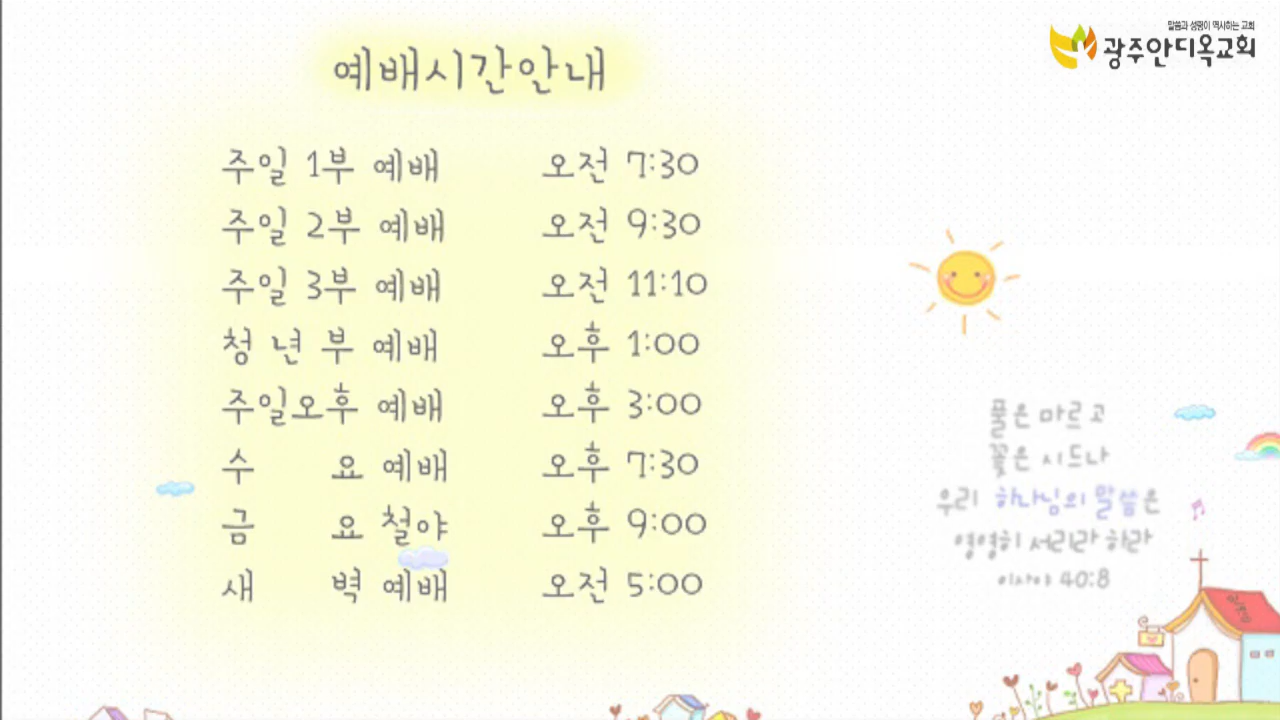 말씀과 성령이 역사하는 교회
광주안디옥교회
예배시간안내
주일 1부 예배 오전 7:30
주일 2부 예배 오전 9:30
주일 3부 예배 오전 11:10
청년부 예배 오후 1:00
주일오후 예배 오후 3:00
수요 예배 오후 7:30
금요 철야 오후 9:00
새벽 예배 오전 5:00
풀은 마르고
꽃은 시드나
우리 하나님의 말씀은
영영히 서리라 하라
이사야 40:8